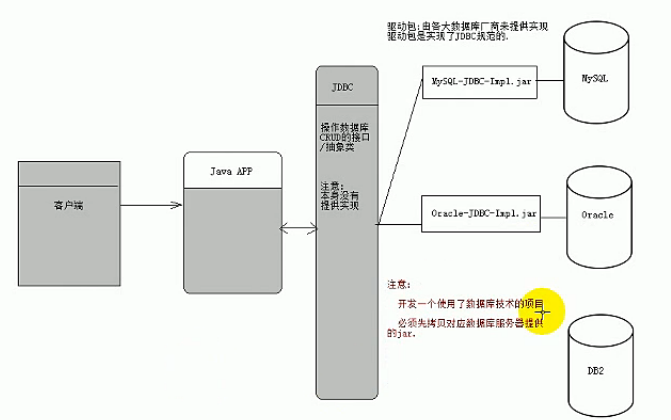 驱动包:由各大数据库厂商来提供实现
驱动包是实现了JDBC规范的.
MySQL-JDBC-Impl.jar
MySQL
JDBC
操作数据库
CRUD的接口
/抽象类
注意:
本身没有
提供实现
Java APP
客户端
Oracle-JDBC-Impl.jar
Oracle
注意:
开发一个使用了数据库技术的项目
必须先拷贝对应数据库服务器提供
的jar.
DB2